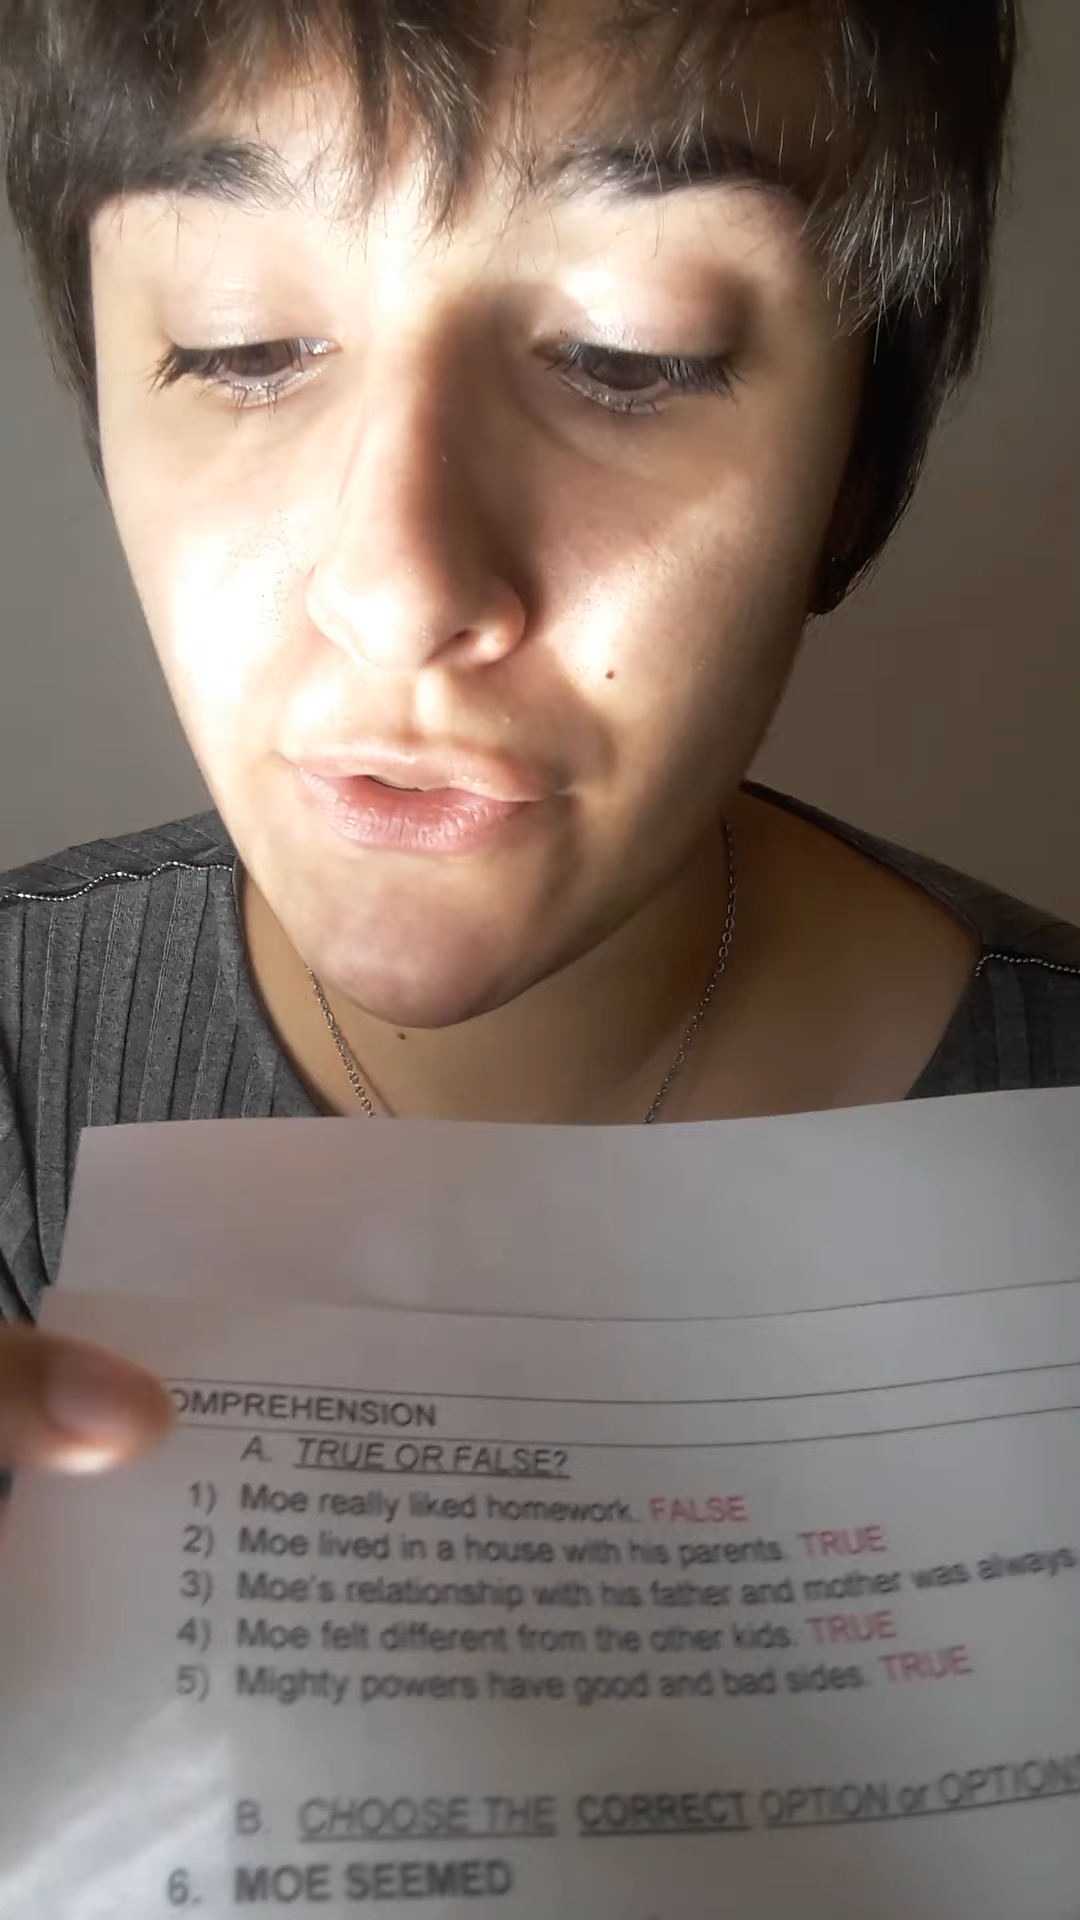 OMPREHENSION
A. TRUE OR FALSE?
1) Moe really liked homework. FALSE
2) Moe lived in a house with his parents. TRUE
3) Moe's relationship with his father and mother was always
4) Moe felt different from the other kids. TRUE
5) Mighty powers have good and bad sides. TRUE
B. CHOOSE THE CORRECT OPTION or OPTIONS
6. MOE SEEMED